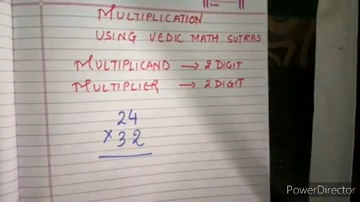 MULTIPLICATION
USING VEDIC MATH SUTRAS
MULTIPLICAND → 2 DIGIT
MULTIPLIER → 2 DIGIT
24
×32
PowerDirector